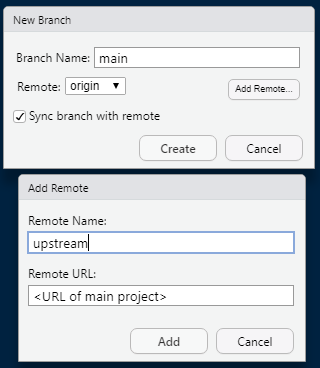 New Branch
Branch Name: main
Remote: origin ▼ Add Remote...
Sync branch with remote
Create Cancel
Add Remote
Remote Name:
upstream
Remote URL:
<URL of main project>
Add Cancel